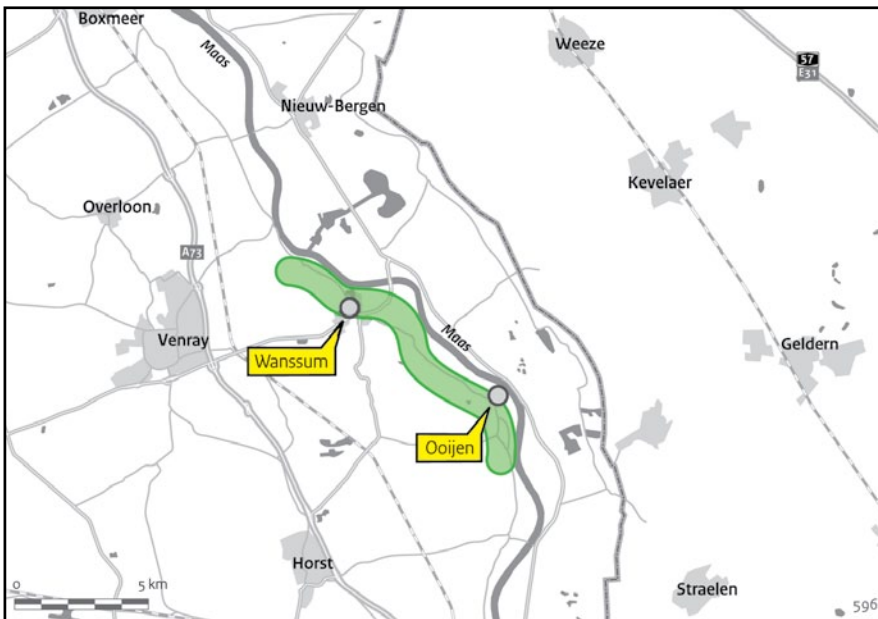 Boxmeer
Maas
Weeze
57
E31
Nieuw-Bergen
Kevelaer
Overloon
A73
Maas
Venray
Wanssum
Geldern
Ooijen
Horst
0 5 km
Straelen
596